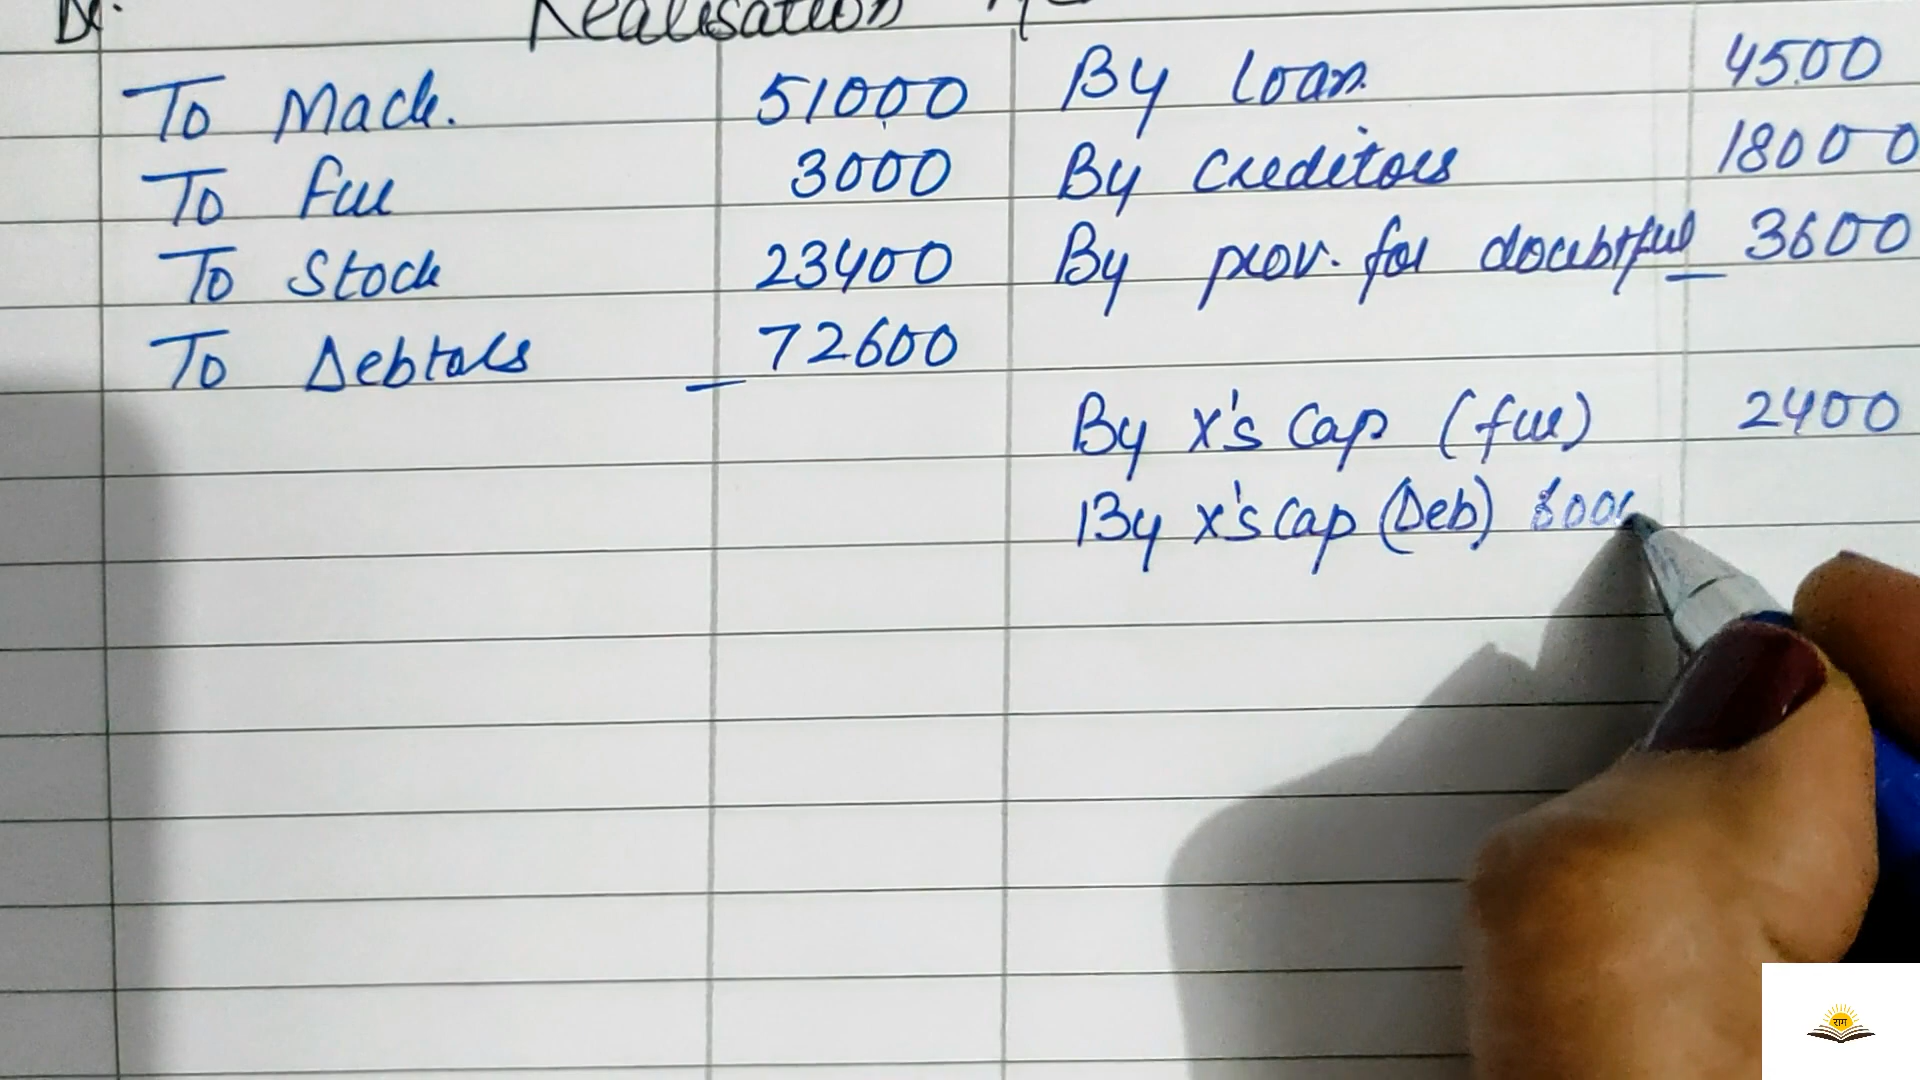 Dr. Realisation A/c
To Mach. 51000 By Loan. 4500
To Fur 3000 By Creditors 18000
To Stock 23400 By prov. for doubtful 3600
To Debtors 72600
By X's Cap (fur) 2400
By X's Cap (Deb)
राग